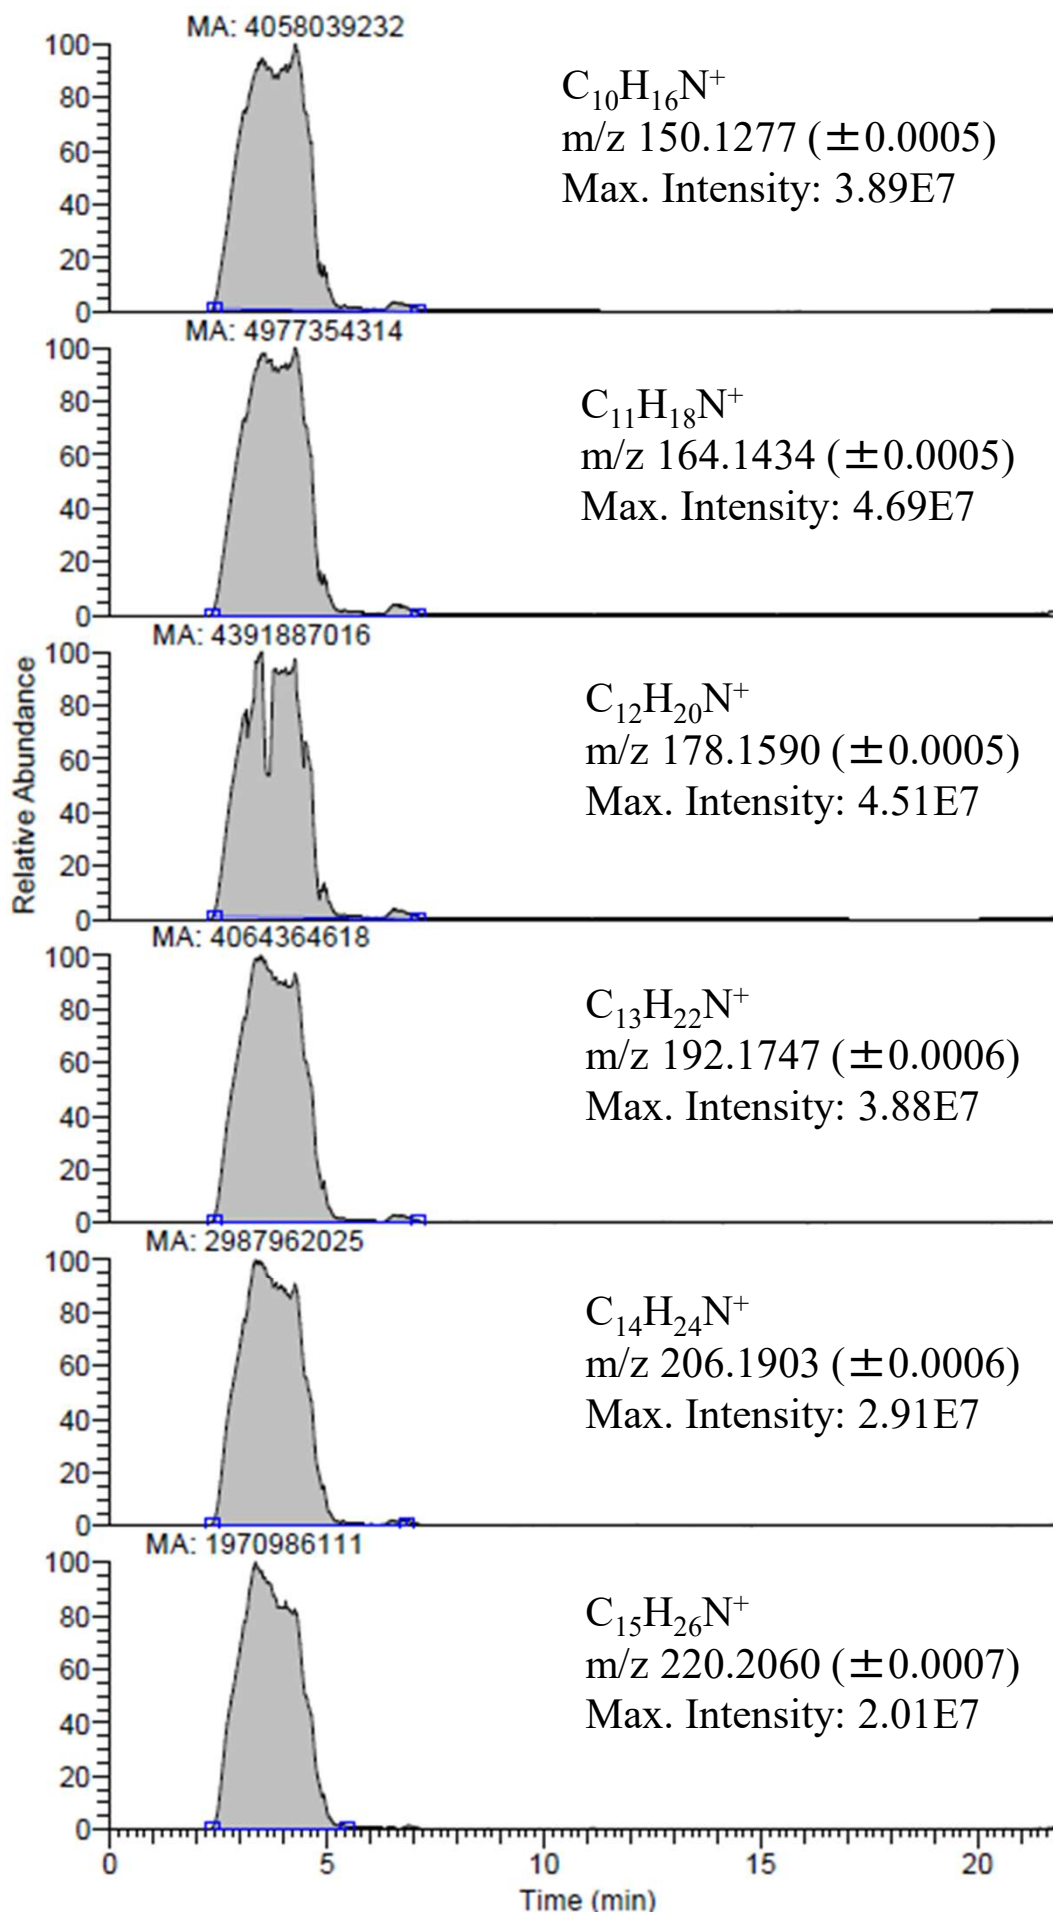 MA: 4058039232
100
80
60
40
20
0
C₁₀H₁₆N⁺
m/z 150.1277 (±0.0005)
Max. Intensity: 3.89E7
MA: 4977354314
100
80
60
40
20
0
C₁₁H₁₈N⁺
m/z 164.1434 (±0.0005)
Max. Intensity: 4.69E7
MA: 4391887016
100
80
60
40
20
0
C₁₂H₂₀N⁺
m/z 178.1590 (±0.0005)
Max. Intensity: 4.51E7
Relative Abundance
MA: 4064364618
100
80
60
40
20
0
C₁₃H₂₂N⁺
m/z 192.1747 (±0.0006)
Max. Intensity: 3.88E7
MA: 2987962025
100
80
60
40
20
0
C₁₄H₂₄N⁺
m/z 206.1903 (±0.0006)
Max. Intensity: 2.91E7
MA: 1970986111
100
80
60
40
20
0
C₁₅H₂₆N⁺
m/z 220.2060 (±0.0007)
Max. Intensity: 2.01E7
0 5 10 15 20
Time (min)